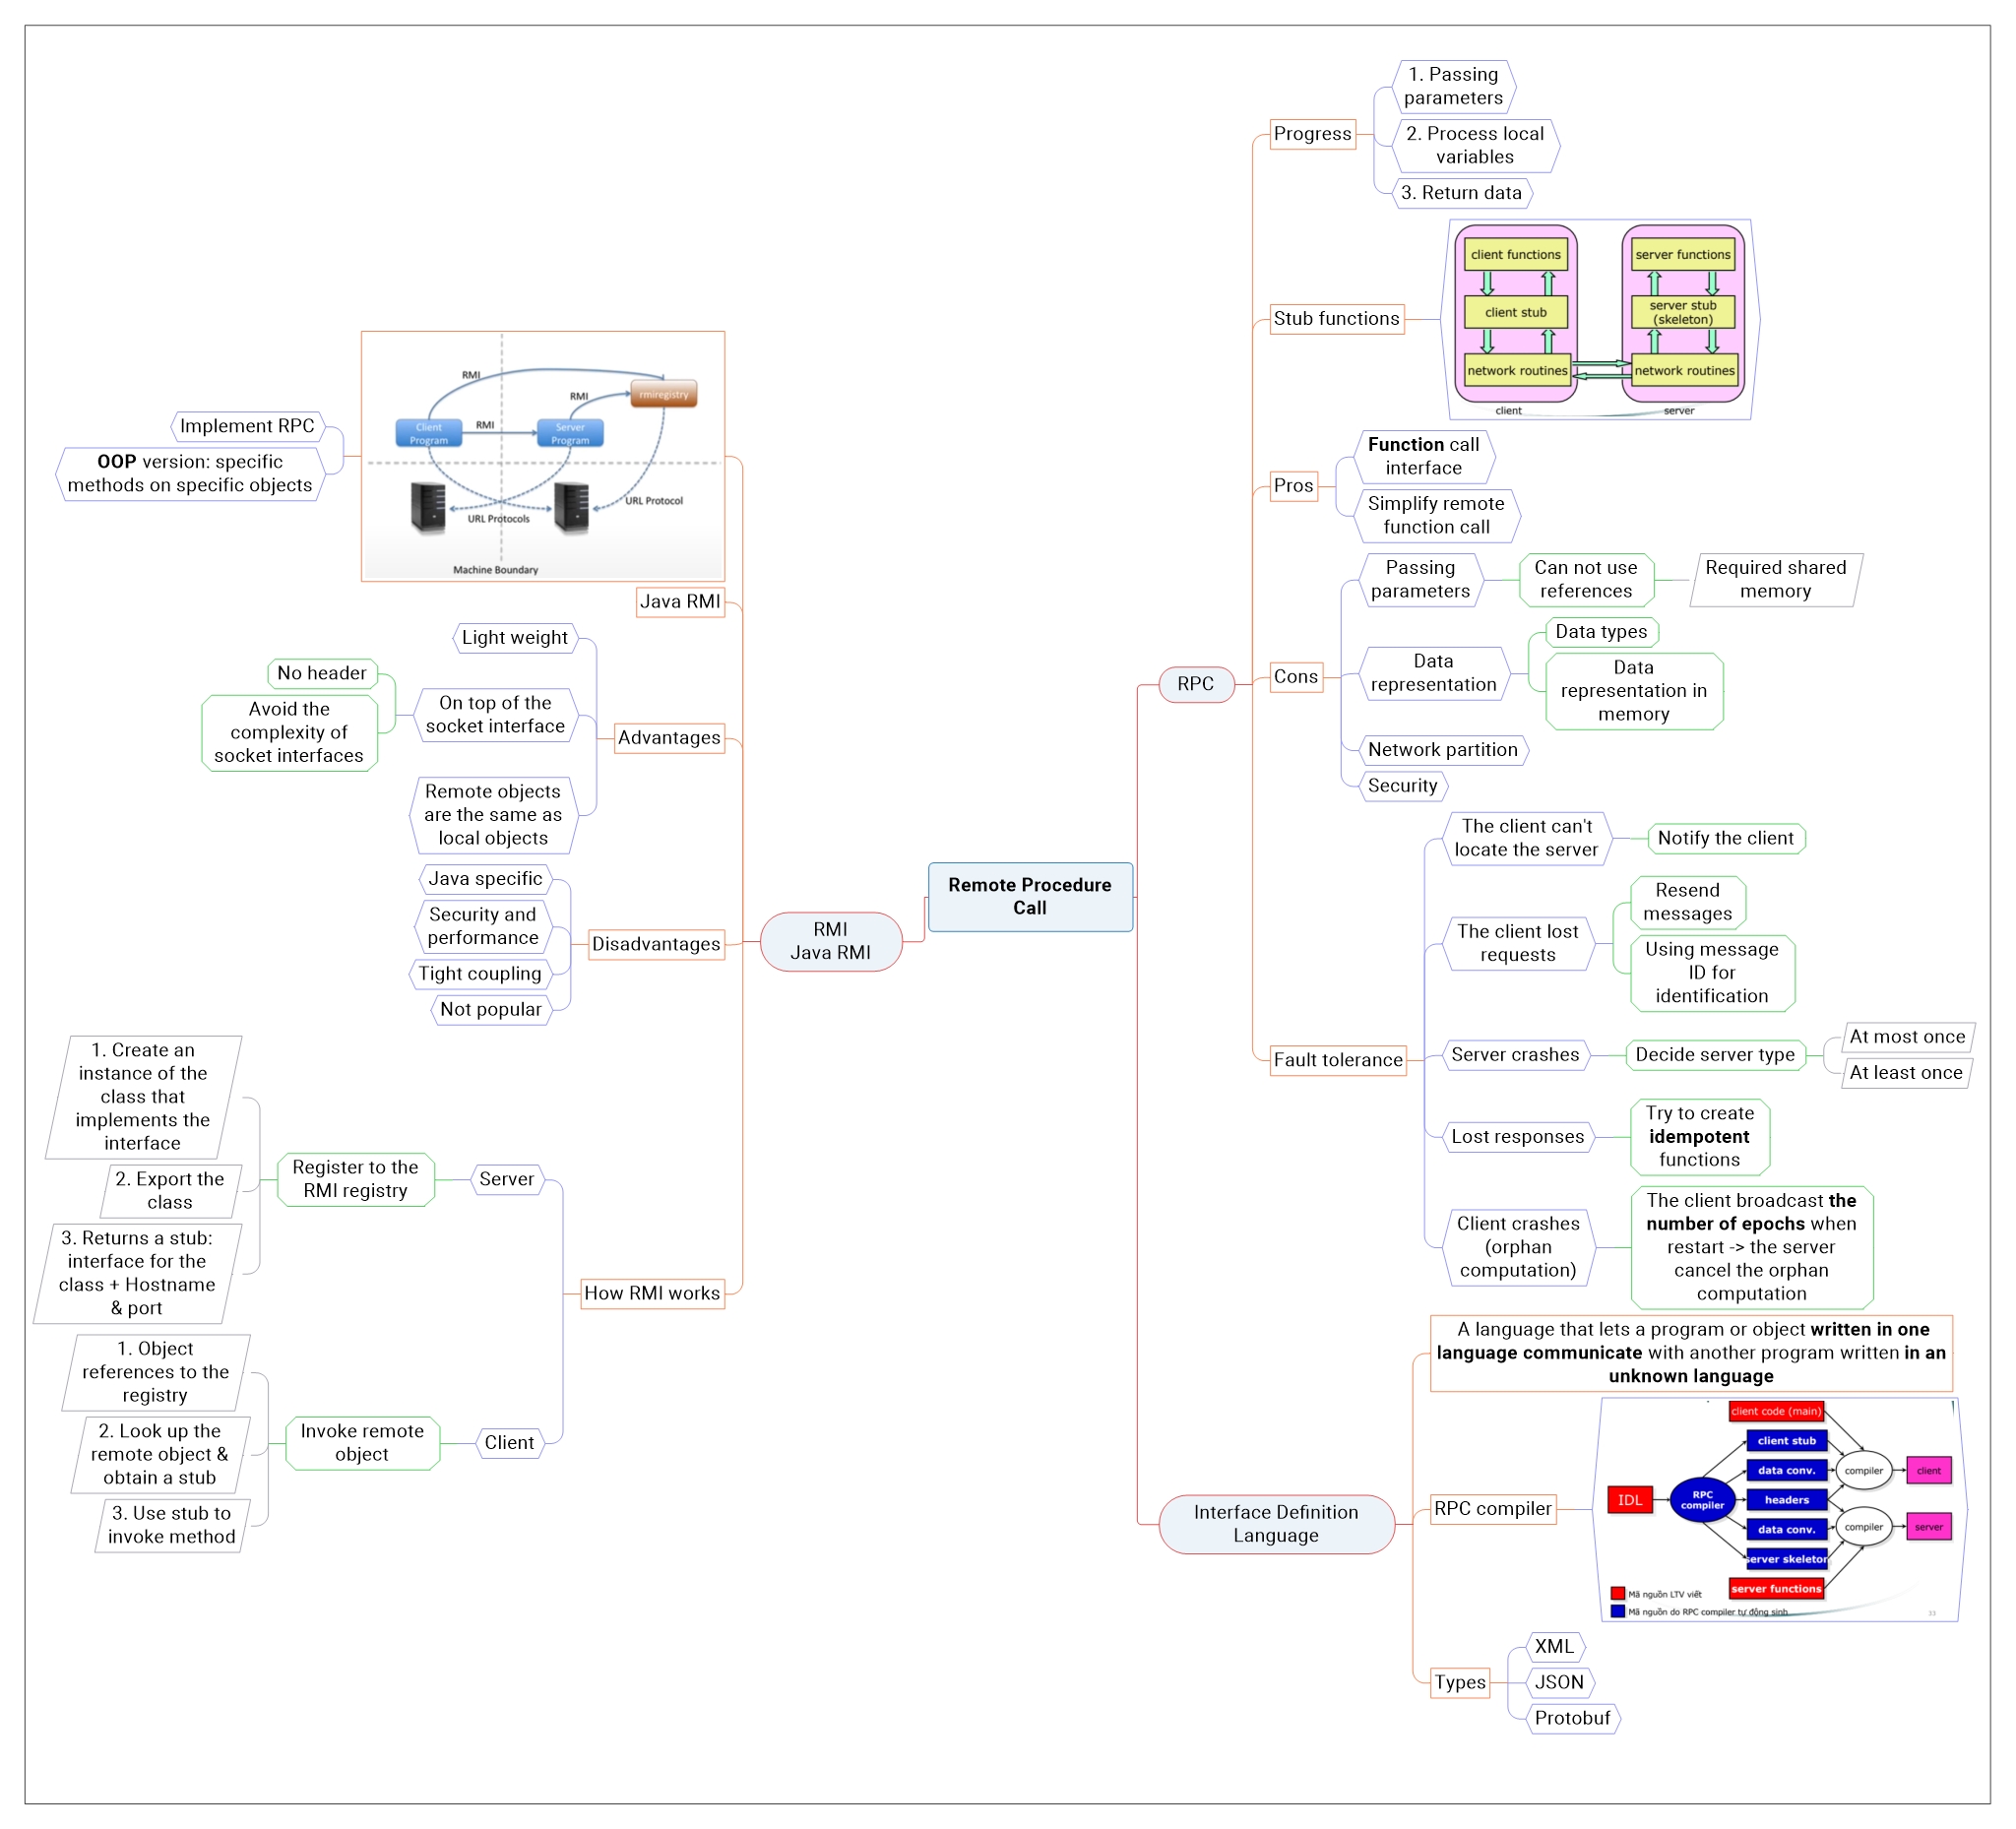 Remote Procedure
Call
RPC
Progress
1. Passing
parameters
2. Process local
variables
3. Return data
Stub functions
client functions
client stub
network routines
client
server functions
server stub
(skeleton)
network routines
server
Pros
Function call
interface
Simplify remote
function call
Cons
Passing
parameters
Can not use
references
Required shared
memory
Data
representation
Data types
Data
representation in
memory
Network partition
Security
Fault tolerance
The client can't
locate the server
Notify the client
The client lost
requests
Resend
messages
Using message
ID for
identification
Server crashes
Decide server type
At most once
At least once
Lost responses
Try to create
idempotent
functions
Client crashes
(orphan
computation)
The client broadcast the
number of epochs when
restart -> the server
cancel the orphan
computation
Interface Definition
Language
A language that lets a program or object written in one
language communicate with another program written in an
unknown language
RPC compiler
client code (main)
client stub
data conv.
headers
data conv.
server skeleton
server functions
IDL
RPC
compiler
compiler
client
compiler
server
Mã nguồn LTV viết
Mã nguồn do RPC compiler tự động sinh
33
Types
XML
JSON
Protobuf
RMI
Java RMI
RMI
RMI
RMI
rmiregistry
Client
Program
Server
Program
URL Protocol
URL Protocols
Machine Boundary
Implement RPC
OOP version: specific
methods on specific objects
Java RMI
Advantages
Light weight
On top of the
socket interface
No header
Avoid the
complexity of
socket interfaces
Remote objects
are the same as
local objects
Disadvantages
Java specific
Security and
performance
Tight coupling
Not popular
How RMI works
Server
Register to the
RMI registry
1. Create an
instance of the
class that
implements the
interface
2. Export the
class
3. Returns a stub:
interface for the
class + Hostname
& port
Client
Invoke remote
object
1. Object
references to the
registry
2. Look up the
remote object &
obtain a stub
3. Use stub to
invoke method